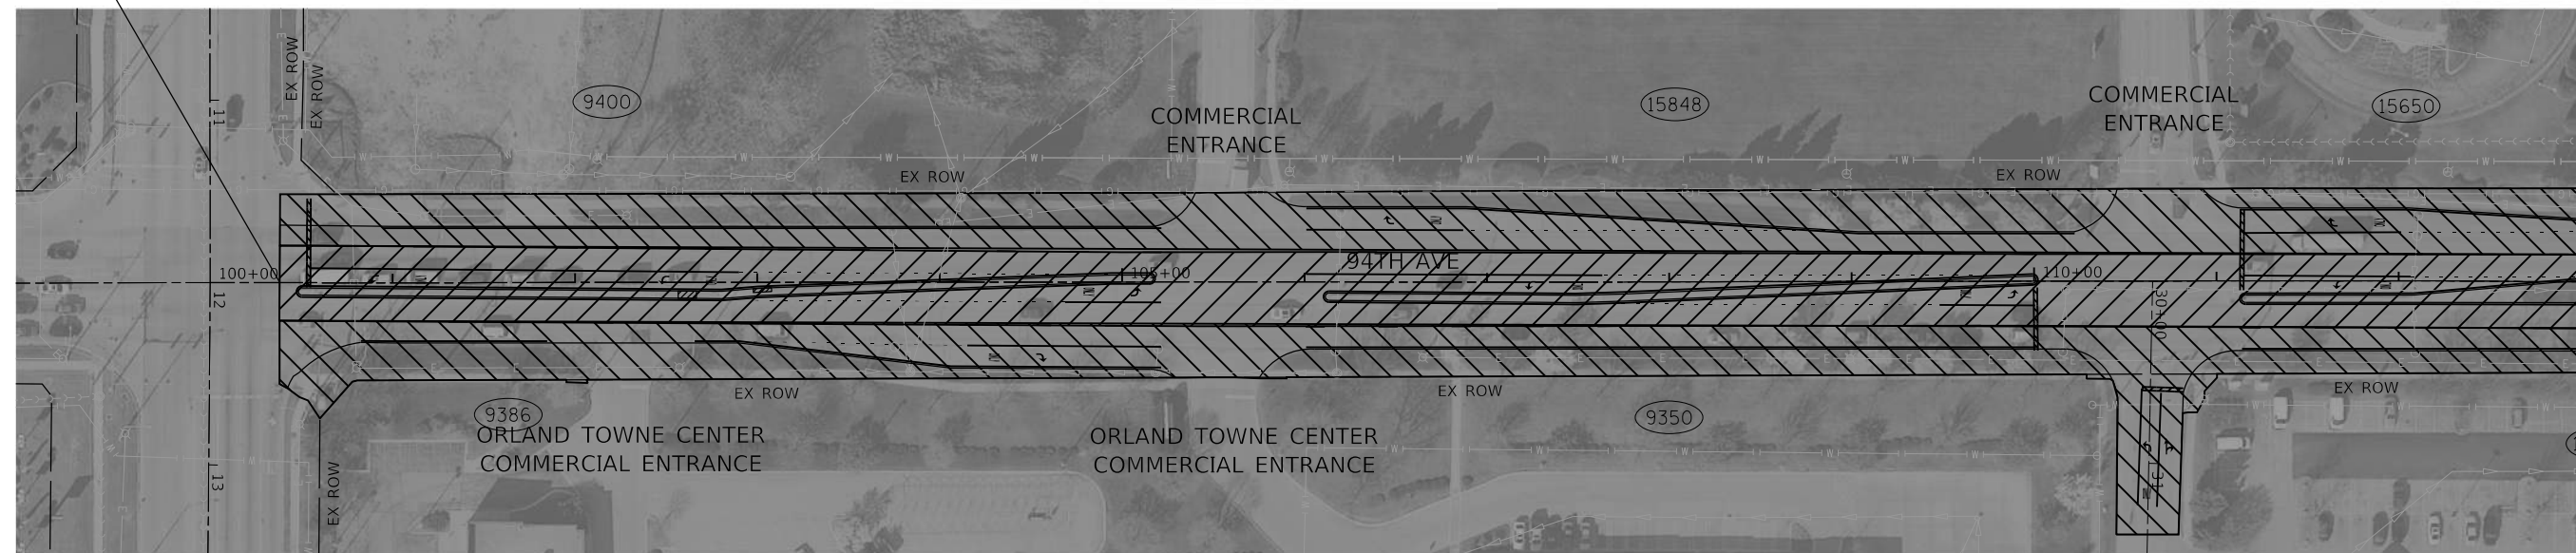 EX ROW
EX ROW
11
9400
COMMERCIAL
ENTRANCE
15848
COMMERCIAL
ENTRANCE
15650
EX ROW
EX ROW
100+00
12
105+00
94TH AVE
110+00
30+00
EX ROW
EX ROW
EX ROW
9386
ORLAND TOWNE CENTER
COMMERCIAL ENTRANCE
ORLAND TOWNE CENTER
COMMERCIAL ENTRANCE
9350
13
EX ROW
31